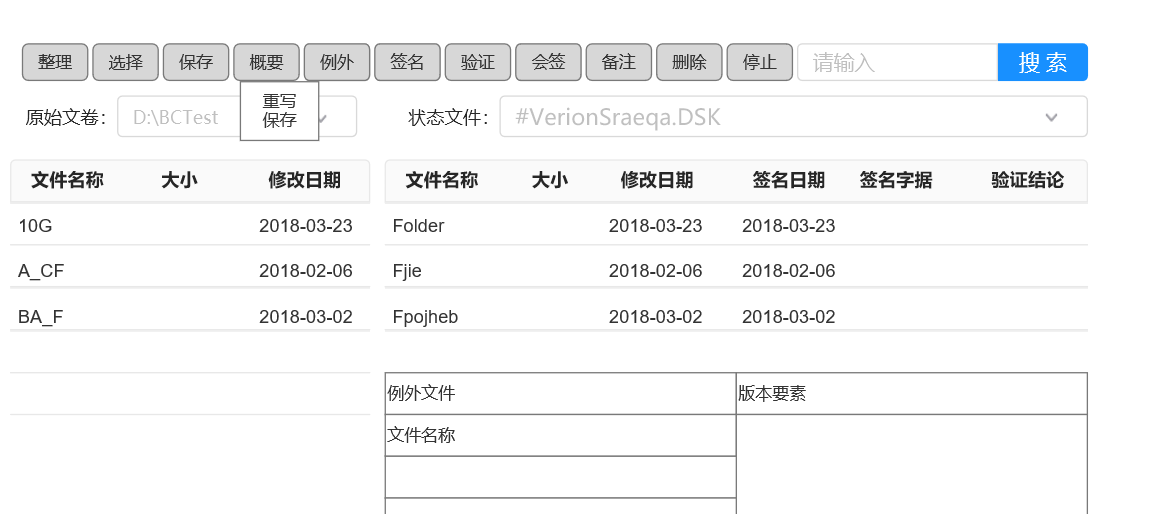 整理 选择 保存 概要 例外 签名 验证 会签 备注 删除 停止 请输入 搜索
重写
保存
原始文卷： D:\BCTest 状态文件： #VerionSraeqa.DSK
文件名称 大小 修改日期 文件名称 大小 修改日期 签名日期 签名字据 验证结论
10G 2018-03-23 Folder 2018-03-23 2018-03-23
A_CF 2018-02-06 Fjie 2018-02-06 2018-02-06
BA_F 2018-03-02 Fpojheb 2018-03-02 2018-03-02
例外文件 版本要素
文件名称